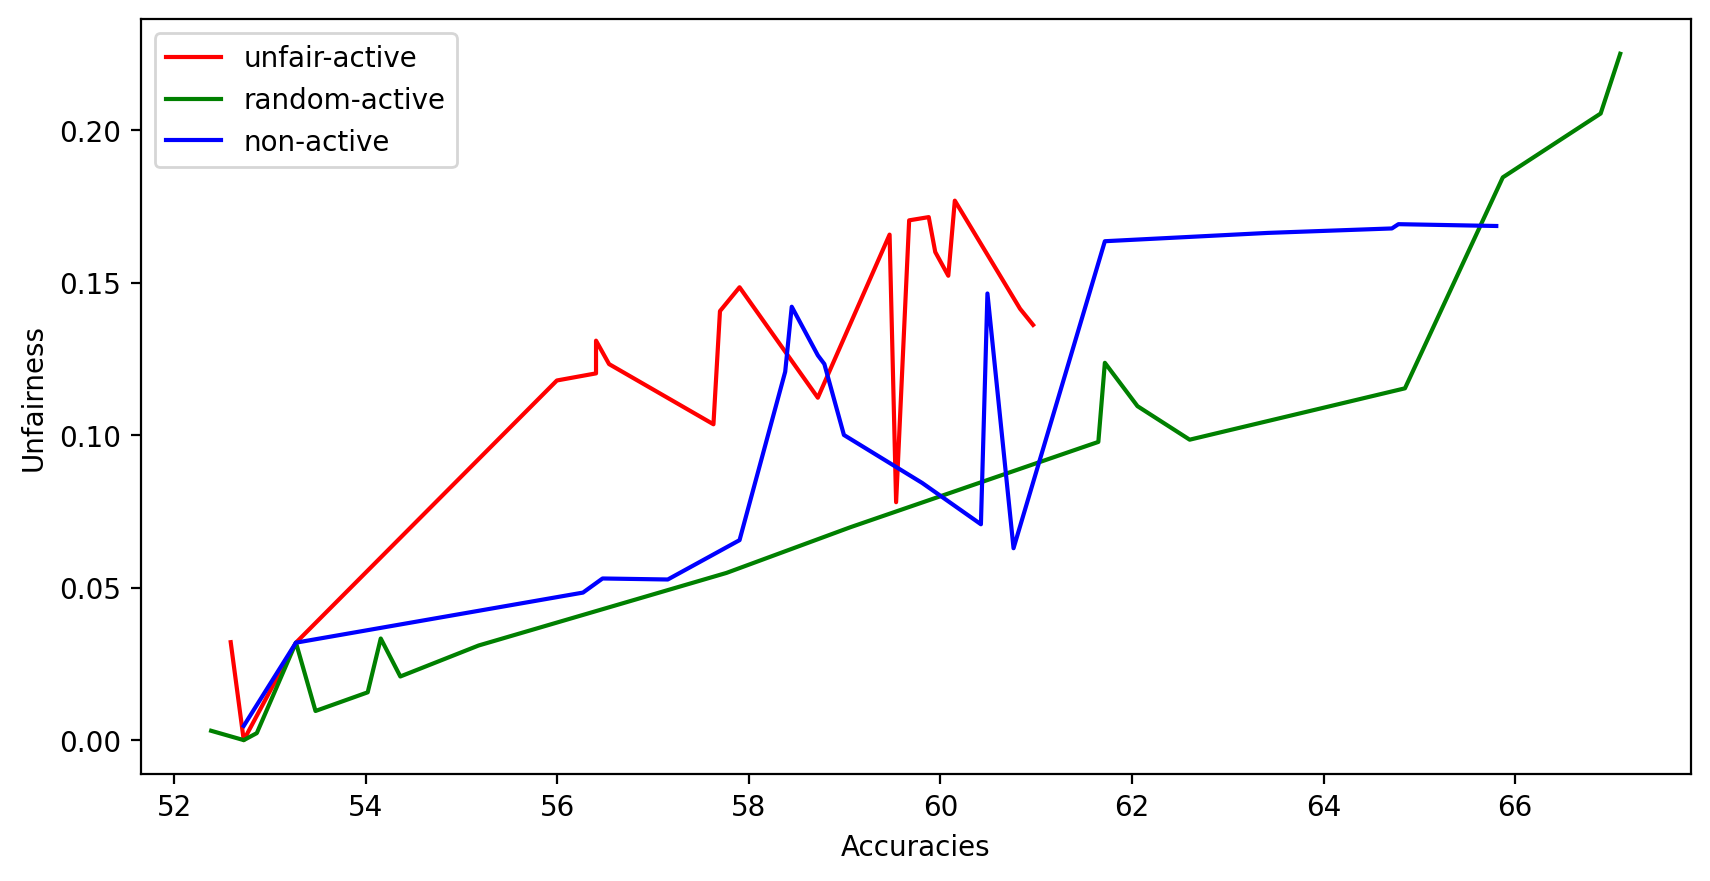 unfair-active
random-active
non-active
0.20
0.15
0.10
0.05
0.00
Unfairness
52 54 56 58 60 62 64 66
Accuracies